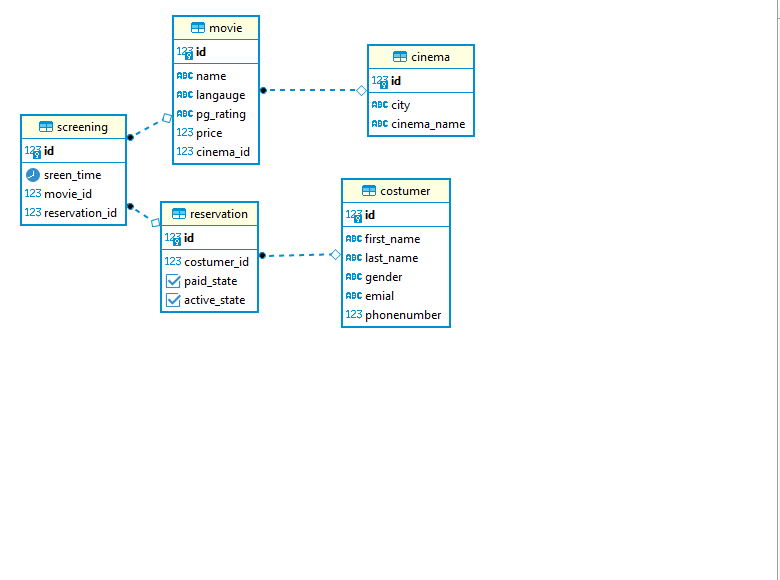 movie
123 id
ABC name
ABC langauge
ABC pg_rating
123 price
123 cinema_id
cinema
123 id
ABC city
ABC cinema_name
screening
123 id
sreen_time
123 movie_id
123 reservation_id
reservation
123 id
123 costumer_id
paid_state
active_state
costumer
123 id
ABC first_name
ABC last_name
ABC gender
ABC emial
123 phonenumber